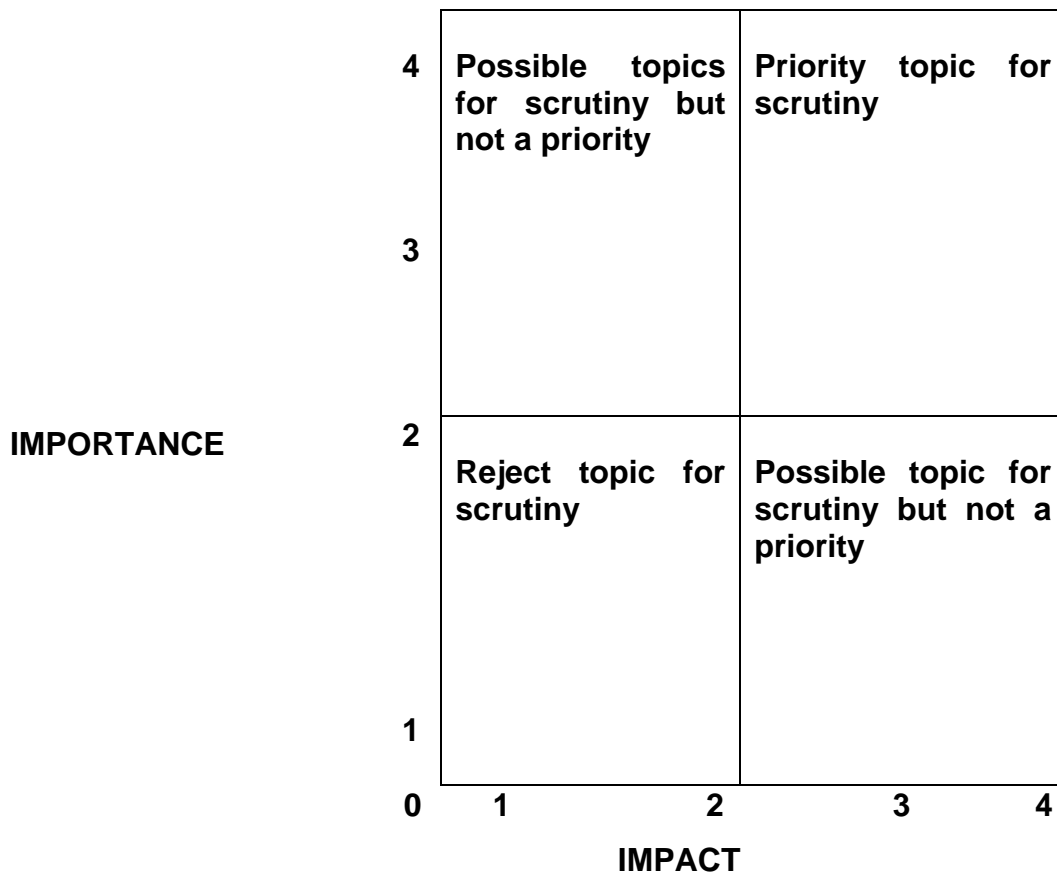 4
Possible topics
for scrutiny but
not a priority
Priority topic for
scrutiny
3
IMPORTANCE
2
Reject topic for
scrutiny
Possible topic for
scrutiny but not a
priority
1
0 1 2 3 4
IMPACT